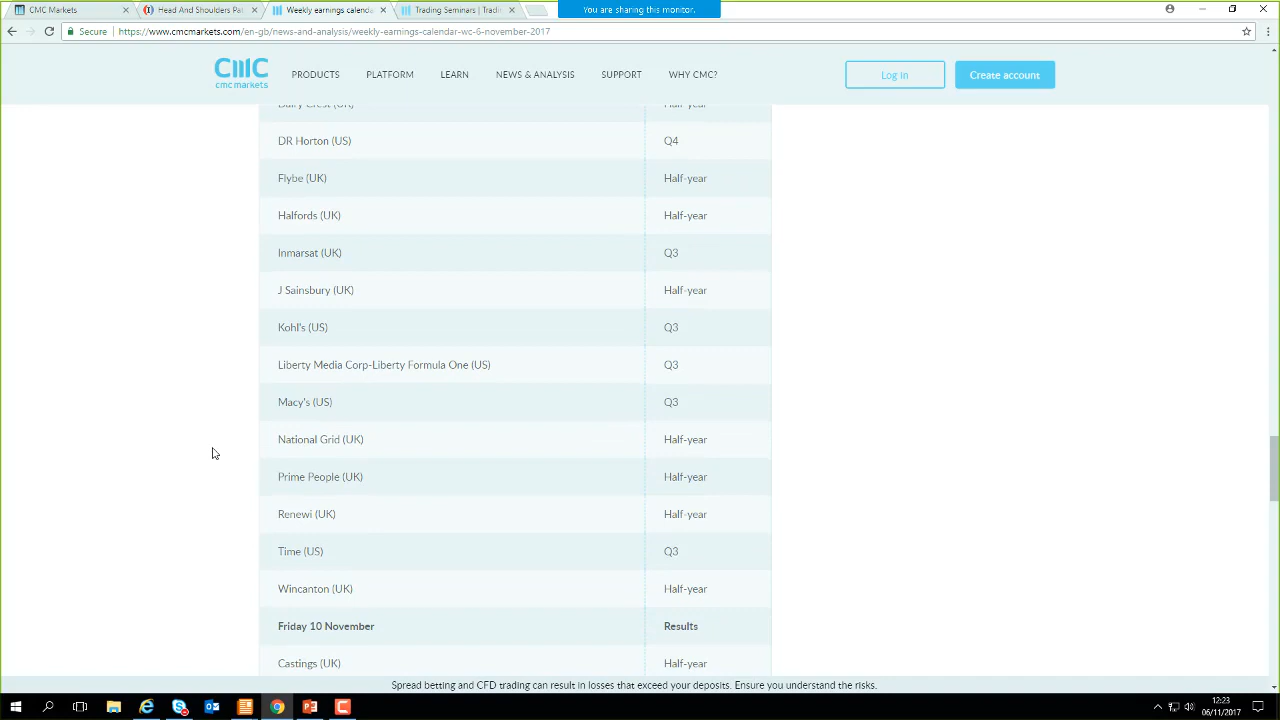 You are sharing this monitor.
CMC Markets
Head And Shoulders Pa
Weekly earnings calenda
Trading Seminars | Tradi
Secure
https://www.cmcmarkets.com/en-gb/news-and-analysis/weekly-earnings-calendar-wc-6-november-2017
cmc markets
PRODUCTS PLATFORM LEARN NEWS & ANALYSIS SUPPORT WHY CMC?
Log in
Create account
Dairy Crest (UK) Half-year
DR Horton (US) Q4
Flybe (UK) Half-year
Halfords (UK) Half-year
Inmarsat (UK) Q3
J Sainsbury (UK) Half-year
Kohl's (US) Q3
Liberty Media Corp-Liberty Formula One (US) Q3
Macy's (US) Q3
National Grid (UK) Half-year
Prime People (UK) Half-year
Renewi (UK) Half-year
Time (US) Q3
Wincanton (UK) Half-year
Friday 10 November Results
Castings (UK) Half-year
Spread betting and CFD trading can result in losses that exceed your deposits. Ensure you understand the risks.
12:23
06/11/2017